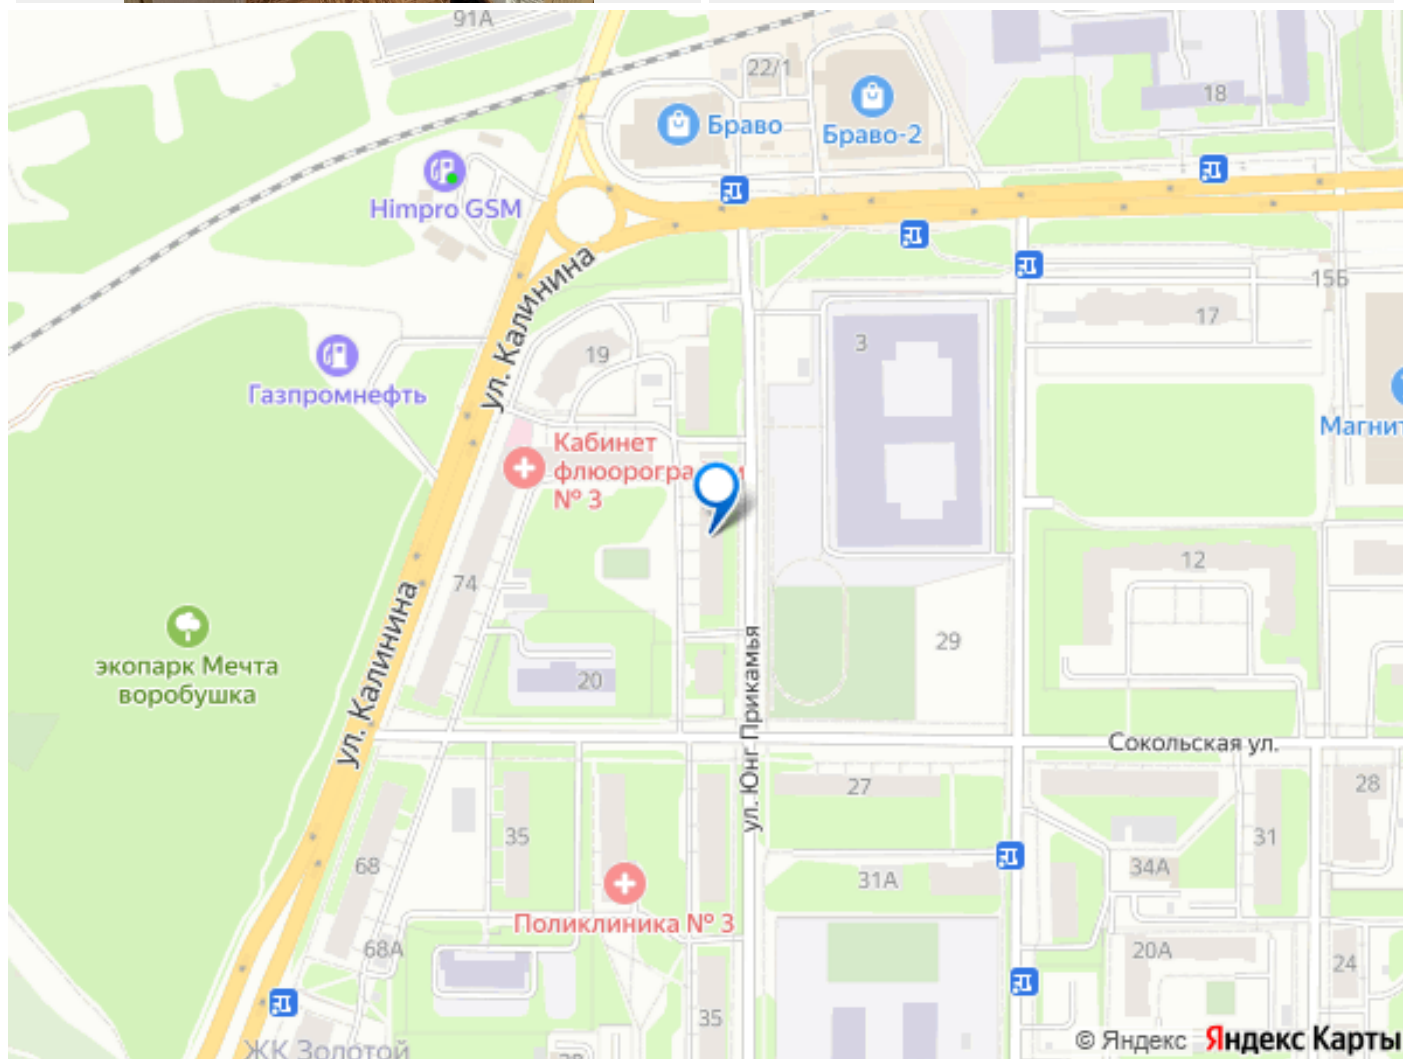 91А
22/1
18
Браво
Браво-2
Himpro GSM
ул. Калинина
15Б
17
19
3
Газпромнефть
Магнит
Кабинет
флюорогра
№ 3
74
12
ул. Калинина
экопарк Мечта
воробушка
20
29
ул. Юнг Прикамья
Сокольская ул.
27
28
35
31
68
31А
34А
Поликлиника № 3
68А
20А
24
35
ЖК Золотой
© Яндекс Яндекс Карты